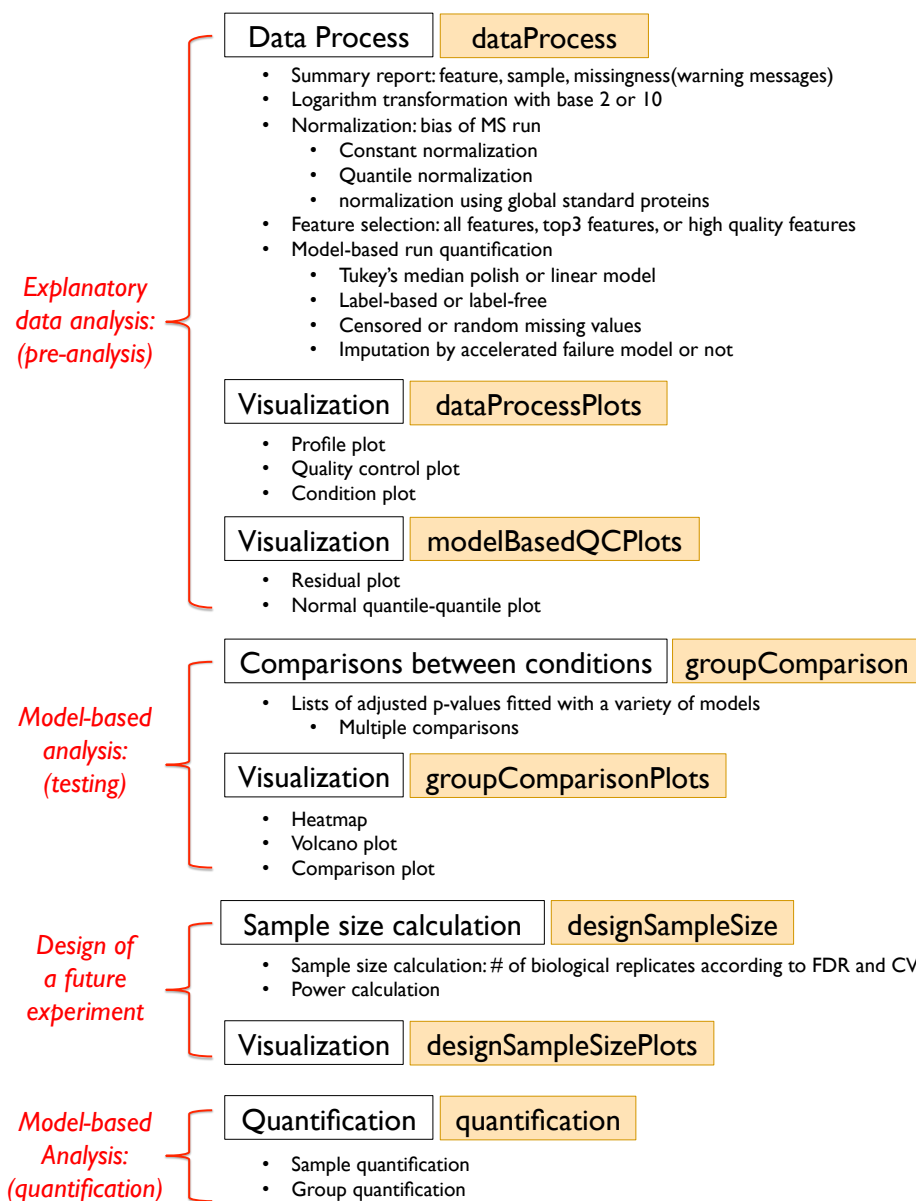 Data Process dataProcess
• Summary report: feature, sample, missingness(warning messages)
• Logarithm transformation with base 2 or 10
• Normalization: bias of MS run
• Constant normalization
• Quantile normalization
• normalization using global standard proteins
• Feature selection: all features, top3 features, or high quality features
• Model-based run quantification
• Tukey's median polish or linear model
• Label-based or label-free
• Censored or random missing values
• Imputation by accelerated failure model or not
Explanatory
data analysis:
(pre-analysis)
Visualization dataProcessPlots
• Profile plot
• Quality control plot
• Condition plot
Visualization modelBasedQCPlots
• Residual plot
• Normal quantile-quantile plot
Comparisons between conditions groupComparison
• Lists of adjusted p-values fitted with a variety of models
• Multiple comparisons
Model-based
analysis:
(testing)
Visualization groupComparisonPlots
• Heatmap
• Volcano plot
• Comparison plot
Sample size calculation designSampleSize
• Sample size calculation: # of biological replicates according to FDR and CV
• Power calculation
Design of
a future
experiment
Visualization designSampleSizePlots
Quantification quantification
• Sample quantification
• Group quantification
Model-based
Analysis:
(quantification)